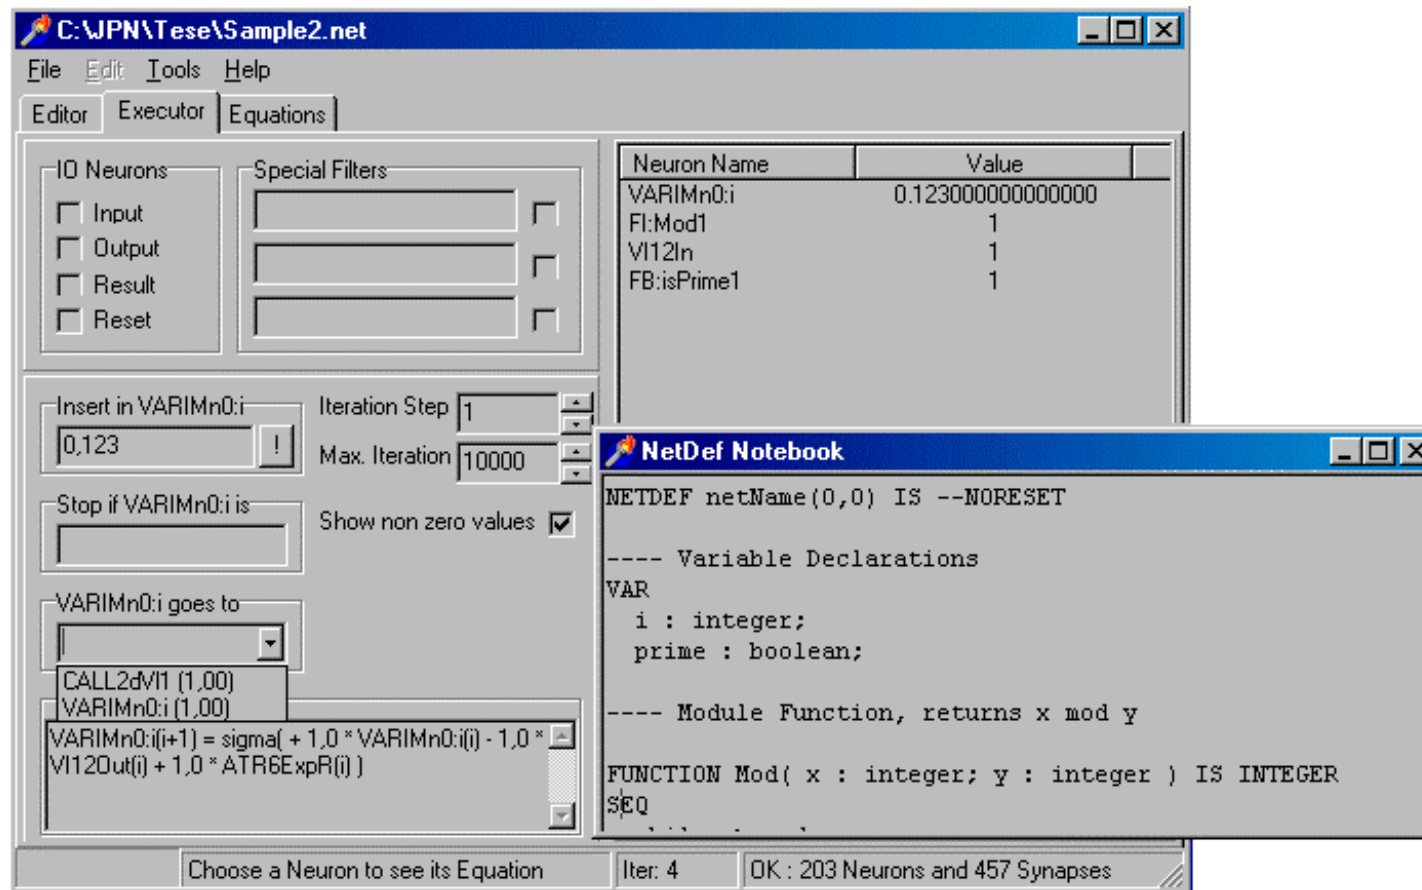 C:\JPN\Tese\Sample2.net
File Edit Tools Help
Editor Executor Equations
IO Neurons
Input
Output
Result
Reset
Special Filters
Neuron Name Value
VARIMn0:i 0.123000000000000
FI:Mod1 1
VI12In 1
FB:isPrime1 1
Insert in VARIMn0:i
0,123 !
Iteration Step 1
Max. Iteration 10000
Stop if VARIMn0:i is
Show non zero values
VARIMn0:i goes to
CALL2dVI1 (1,00)
VARIMn0:i (1,00)
VARIMn0:i(i+1) = sigma( + 1,0 * VARIMn0:i(i) - 1,0 *
VI12Out(i) + 1,0 * ATR6ExpR(i) )
NetDef Notebook
NETDEF netName(0,0) IS --NORESET
---- Variable Declarations
VAR
i : integer;
prime : boolean;
---- Module Function, returns x mod y
FUNCTION Mod( x : integer; y : integer ) IS INTEGER
SEQ
Choose a Neuron to see its Equation Iter: 4 OK : 203 Neurons and 457 Synapses